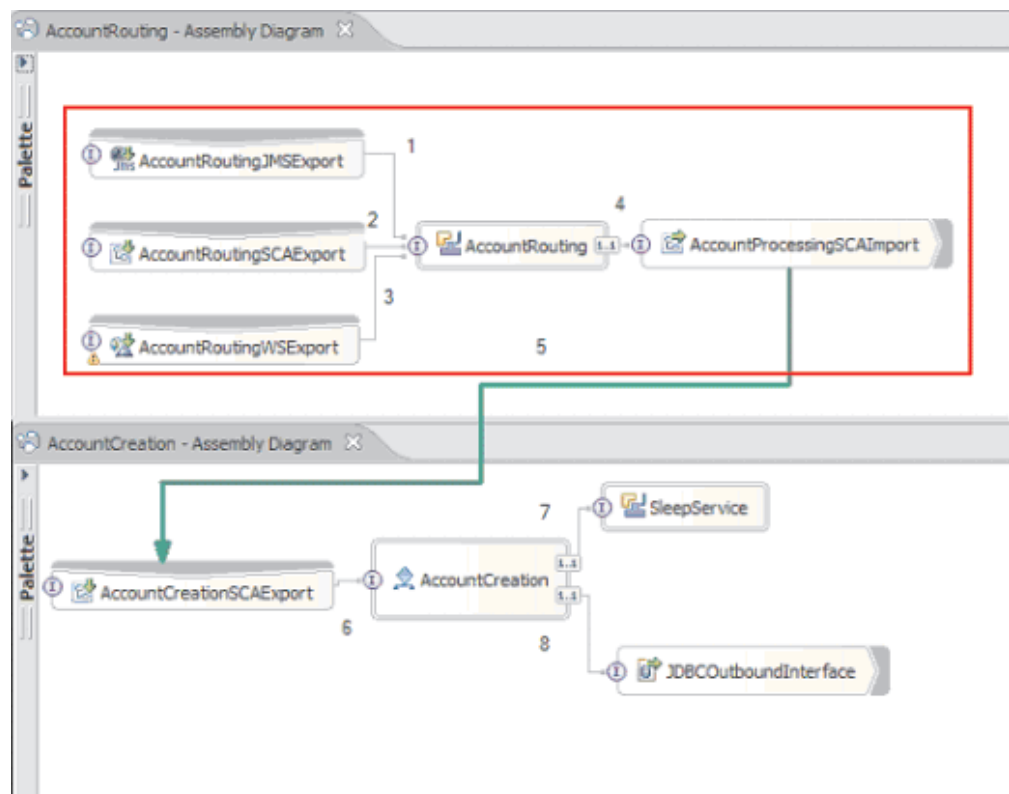 AccountRouting - Assembly Diagram
Palette
AccountRoutingJMSExport
1
AccountRoutingSCAExport
2
AccountRouting
1..1
4
AccountProcessingSCAImport
3
AccountRoutingWSExport
5
AccountCreation - Assembly Diagram
Palette
7
SleepService
AccountCreationSCAExport
AccountCreation
1..1
1..1
6
8
JDBCOutboundInterface